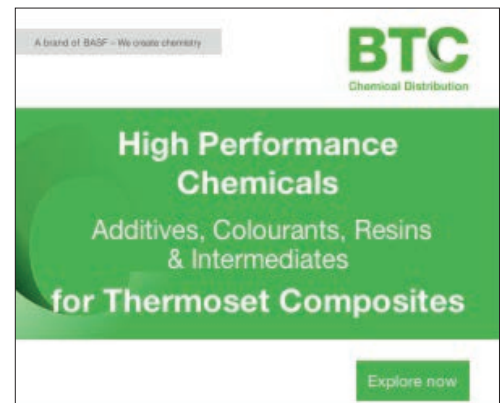 A brand of BASF – We create chemistry
BTC
Chemical Distribution
High Performance
Chemicals
Additives, Colourants, Resins
& Intermediates
for Thermoset Composites
Explore now